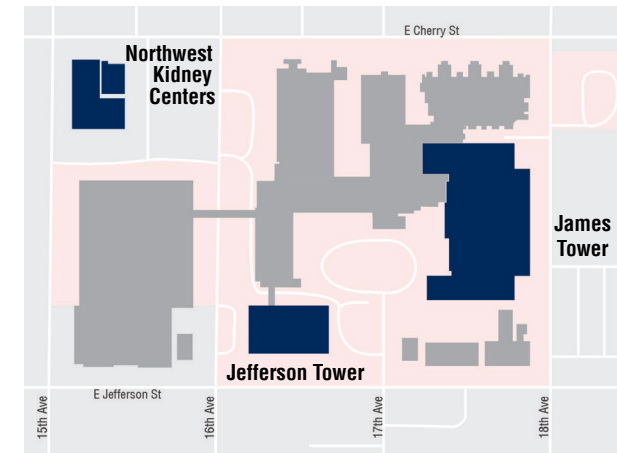 E Cherry St
Northwest
Kidney
Centers
James
Tower
Jefferson Tower
E Jefferson St
15th Ave
16th Ave
17th Ave
18th Ave